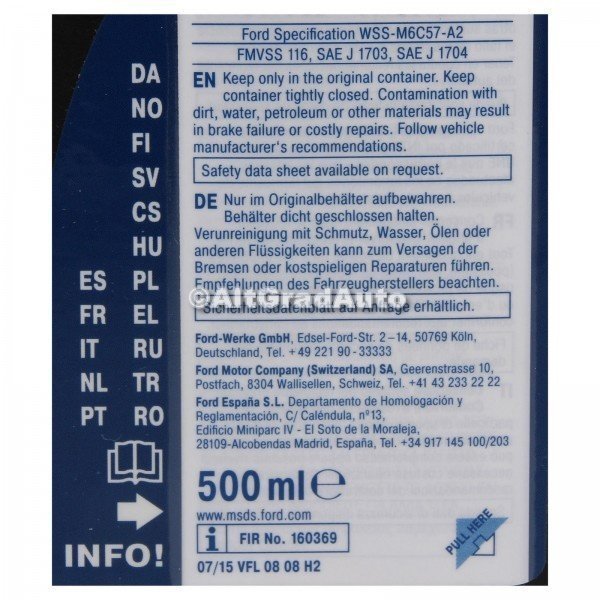 Ford Specification WSS-M6C57-A2
FMVSS 116, SAE J 1703, SAE J 1704
EN Keep only in the original container. Keep
container tightly closed. Contamination with
dirt, water, petroleum or other materials may result
in brake failure or costly repairs. Follow vehicle
manufacturer's recommendations.
Safety data sheet available on request.
DE Nur im Originalbehälter aufbewahren.
Behälter dicht geschlossen halten.
Verunreinigung mit Schmutz, Wasser, Ölen oder
anderen Flüssigkeiten kann zum Versagen der
Bremsen oder kostspieligen Reparaturen führen.
Empfehlungen des Fahrzeugherstellers beachten.
Sicherheitsdatenblatt auf Anfrage erhältlich.
©AltGradAuto
Ford-Werke GmbH, Edsel-Ford-Str. 2–14, 50769 Köln,
Deutschland, Tel. +49 221 90-33333
Ford Motor Company (Switzerland) SA, Geerenstrasse 10,
Postfach, 8304 Wallisellen, Schweiz, Tel. +41 43 233 22 22
Ford España S.L. Departamento de Homologación y
Reglamentación, C/ Caléndula, nº13,
Edificio Miniparc IV - El Soto de la Moraleja,
28109-Alcobendas Madrid, España, Tel. +34 917 145 100/203
500 ml e
www.msds.ford.com
i FIR No. 160369
07/15 VFL 08 08 H2
PULL HERE
DA
NO
FI
SV
CS
HU
ES PL
FR EL
IT RU
NL TR
PT RO
INFO!